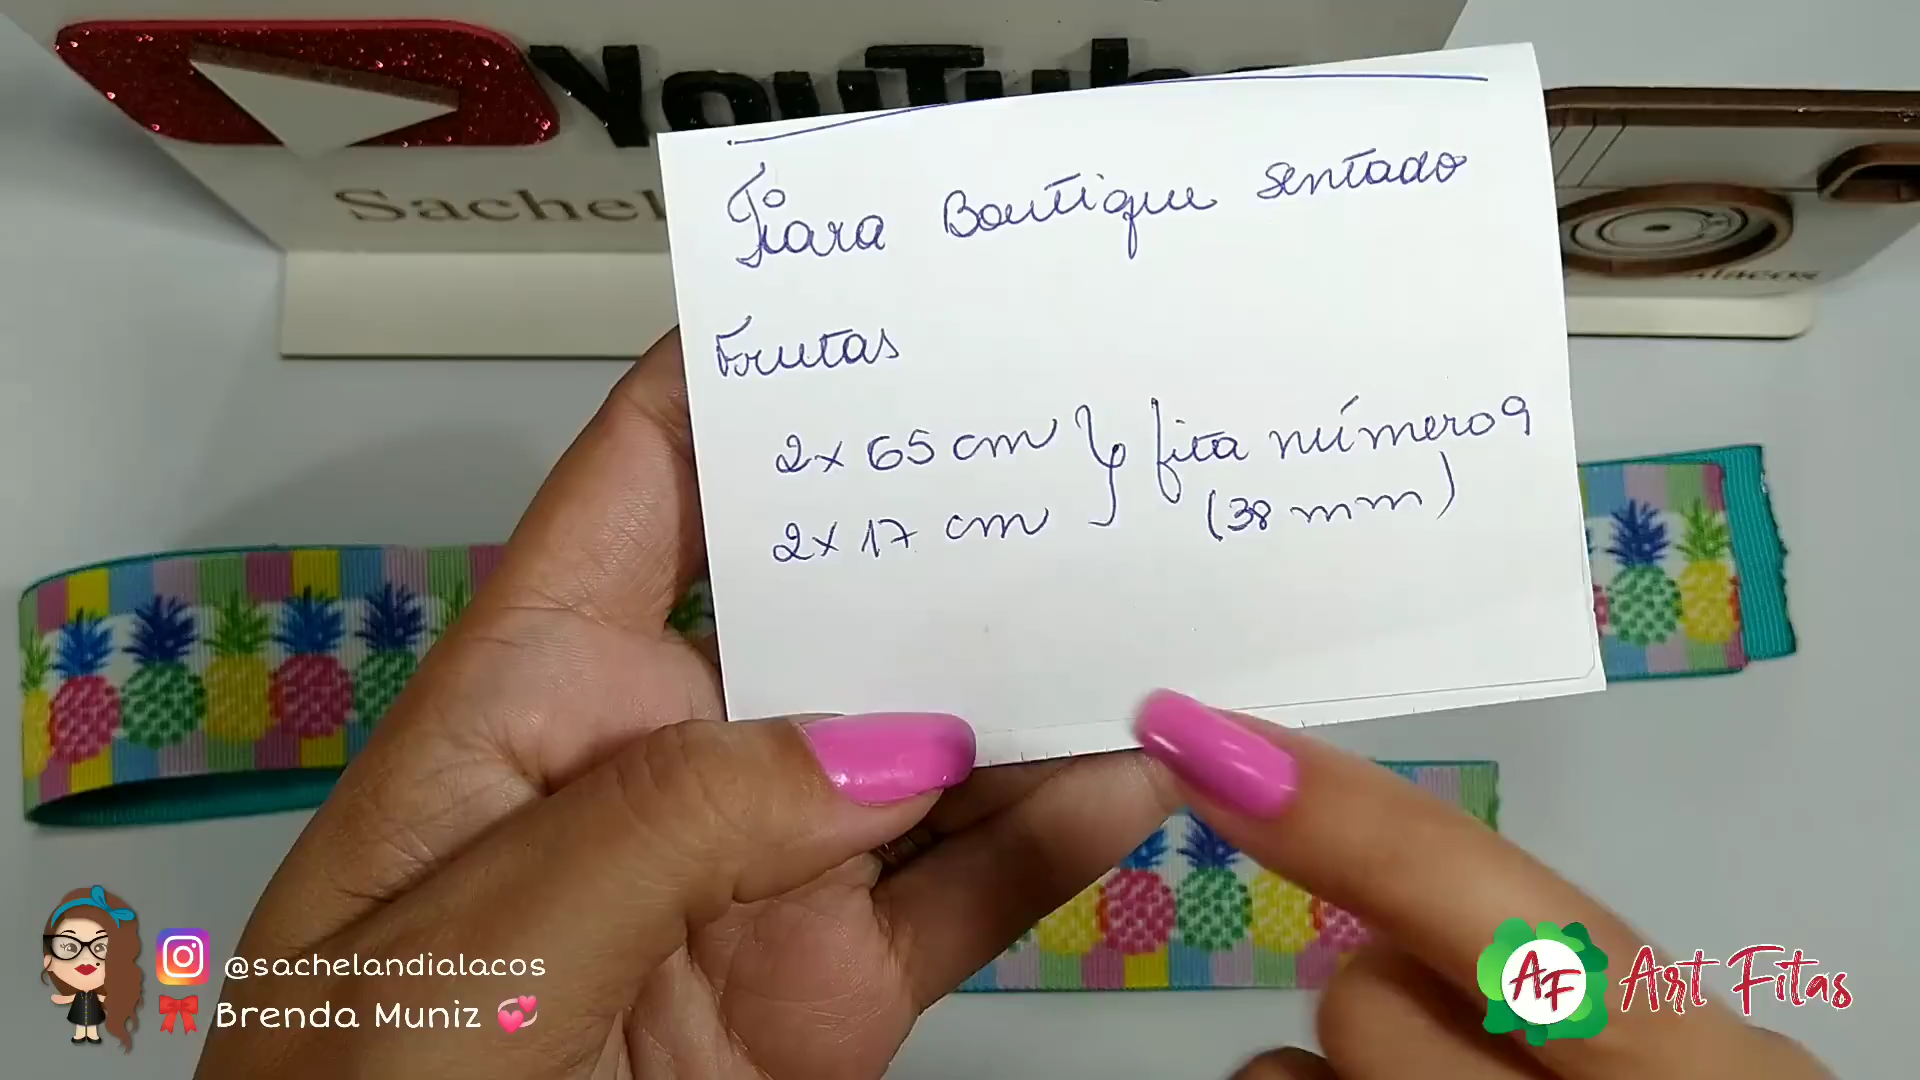 YouTube
Sachel
Tiara Boutique sentado
Frutas
2x 65 cm } fita número 9
2x 17 cm (38 mm)
@sachelandialacos
Brenda Muniz
AF Art Fitas